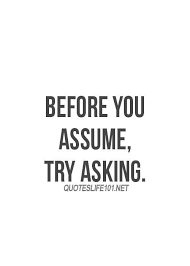 BEFORE YOU
ASSUME,
TRY ASKING.
QUOTESLIFE101.NET